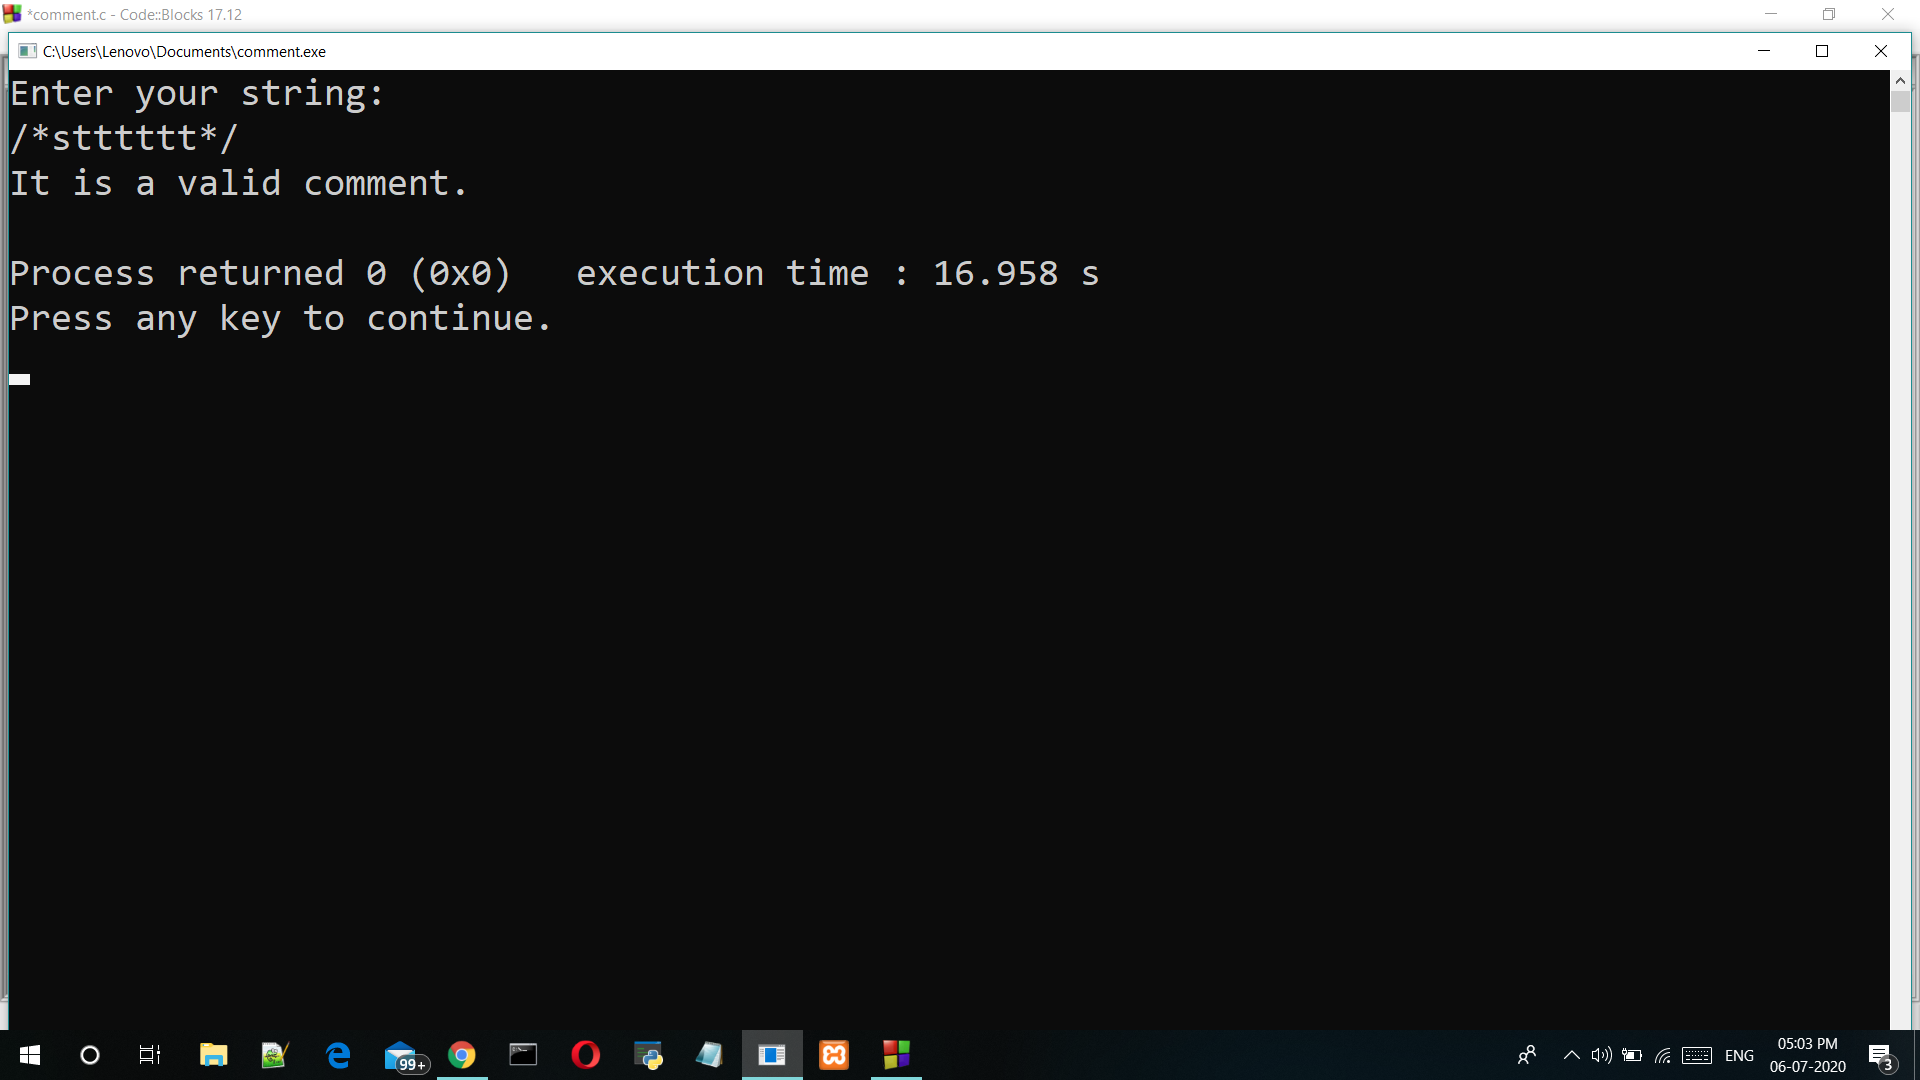 *comment.c - Code::Blocks 17.12
C:\Users\Lenovo\Documents\comment.exe
Enter your string:
/*stttttt*/
It is a valid comment.
Process returned 0 (0x0)   execution time : 16.958 s
Press any key to continue.
99+
ENG
05:03 PM
06-07-2020
3